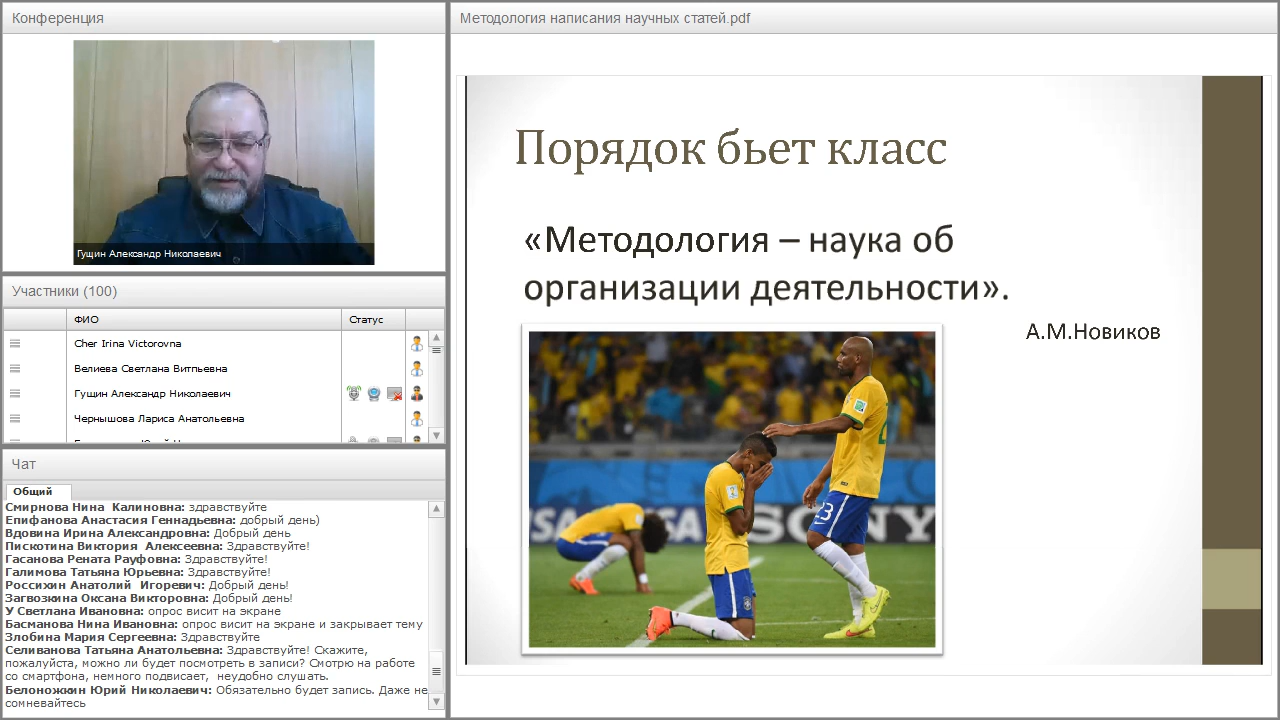 Конференция
Гущин Александр Николаевич
Участники (100)
ФИО
Статус
Cher Irina Victorovna
Велиева Светлана Витпьевна
Гущин Александр Николаевич
Чернышова Лариса Анатольевна
Чат
Общий
Смирнова Нина Калиновна: здравствуйте
Епифанова Анастасия Геннадьевна: добрый день)
Вдовина Ирина Александровна: Добрый день
Пискотина Виктория Алексеевна: Здравствуйте!
Гасанова Рената Рауфовна: Здравствуйте!
Галимова Татьяна Юрьевна: Здравствуйте!
Россихин Анатолий Игоревич: Добрый день!
Загвозкина Оксана Викторовна: Добрый день!
У Светлана Ивановна: опрос висит на экране
Басманова Нина Ивановна: опрос висит на экране и закрывает тему
Злобина Мария Сергеевна: Здравствуйте
Селиванова Татьяна Анатольевна: Здравствуйте! Скажите,
пожалуйста, можно ли будет посмотреть в записи? Смотрю на работе
со смартфона, немного подвисает, неудобно слушать.
Белоножкин Юрий Николаевич: Обязательно будет запись. Даже не
сомневайтесь
Методология написания научных статей.pdf
Порядок бьет класс
«Методология – наука об
организации деятельности».
А.М.Новиков
VISA
SONY
23